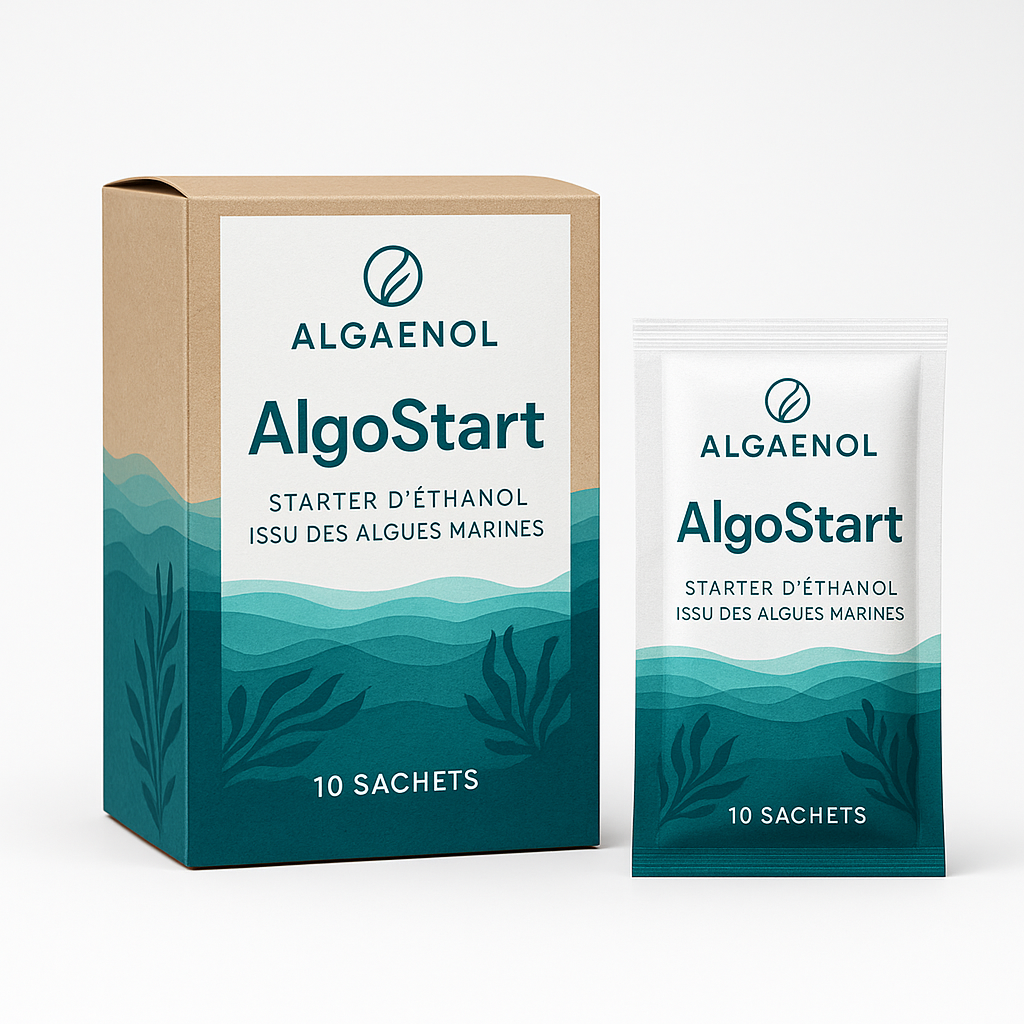 ALGAENOL
AlgoStart
STARTER D'ÉTHANOL
ISSU DES ALGUES MARINES
10 SACHETS
ALGAENOL
AlgoStart
STARTER D'ÉTHANOL
ISSU DES ALGUES MARINES
10 SACHETS